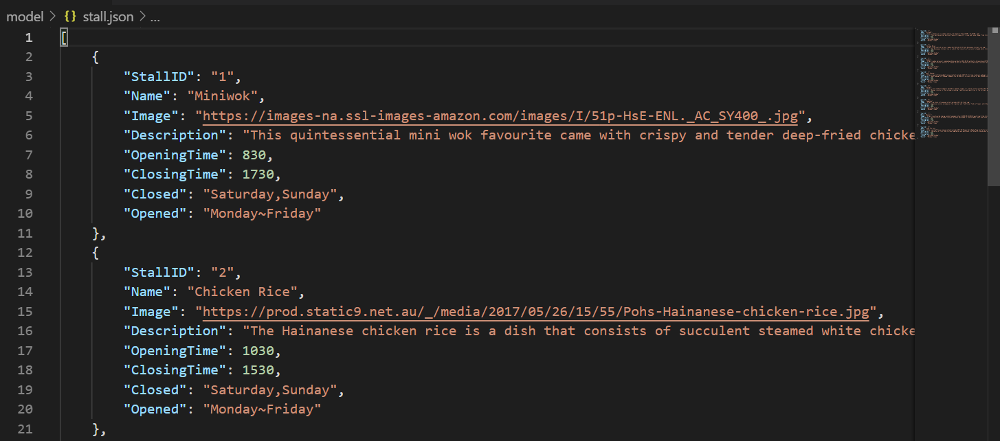 model > {} stall.json > ...
1 [
2 {
3 "StallID": "1",
4 "Name": "Miniwok",
5 "Image": "https://images-na.ssl-images-amazon.com/images/I/51p-HsE-ENL._AC_SY400_.jpg",
6 "Description": "This quintessential mini wok favourite came with crispy and tender deep-fried chicke
7 "OpeningTime": 830,
8 "ClosingTime": 1730,
9 "Closed": "Saturday,Sunday",
10 "Opened": "Monday~Friday"
11 },
12 {
13 "StallID": "2",
14 "Name": "Chicken Rice",
15 "Image": "https://prod.static9.net.au/_/media/2017/05/26/15/55/Pohs-Hainanese-chicken-rice.jpg",
16 "Description": "The Hainanese chicken rice is a dish that consists of succulent steamed white chicke
17 "OpeningTime": 1030,
18 "ClosingTime": 1530,
19 "Closed": "Saturday,Sunday",
20 "Opened": "Monday~Friday"
21 },